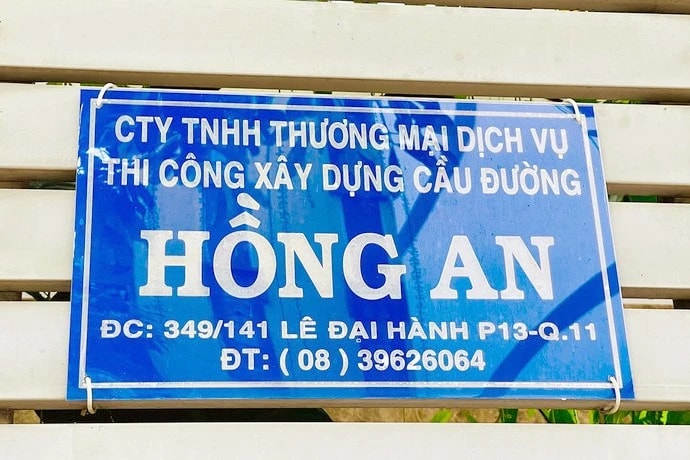 CTY TNHH THƯƠNG MẠI DỊCH VỤ
THI CÔNG XÂY DỰNG CẦU ĐƯỜNG
HỒNG AN
ĐC: 349/141 LÊ ĐẠI HÀNH P13-Q.11
ĐT: ( 08 ) 39626064